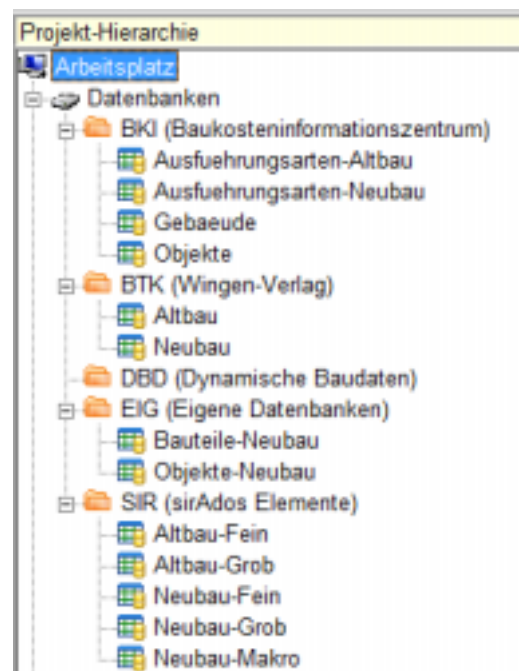 Projekt-Hierarchie
Arbeitsplatz
Datenbanken
BKI (Baukosteninformationszentrum)
Ausfuehrungsarten-Altbau
Ausfuehrungsarten-Neubau
Gebaeude
Objekte
BTK (Wingen-Verlag)
Altbau
Neubau
DBD (Dynamische Baudaten)
EIG (Eigene Datenbanken)
Bauteile-Neubau
Objekte-Neubau
SIR (sirAdos Elemente)
Altbau-Fein
Altbau-Grob
Neubau-Fein
Neubau-Grob
Neubau-Makro